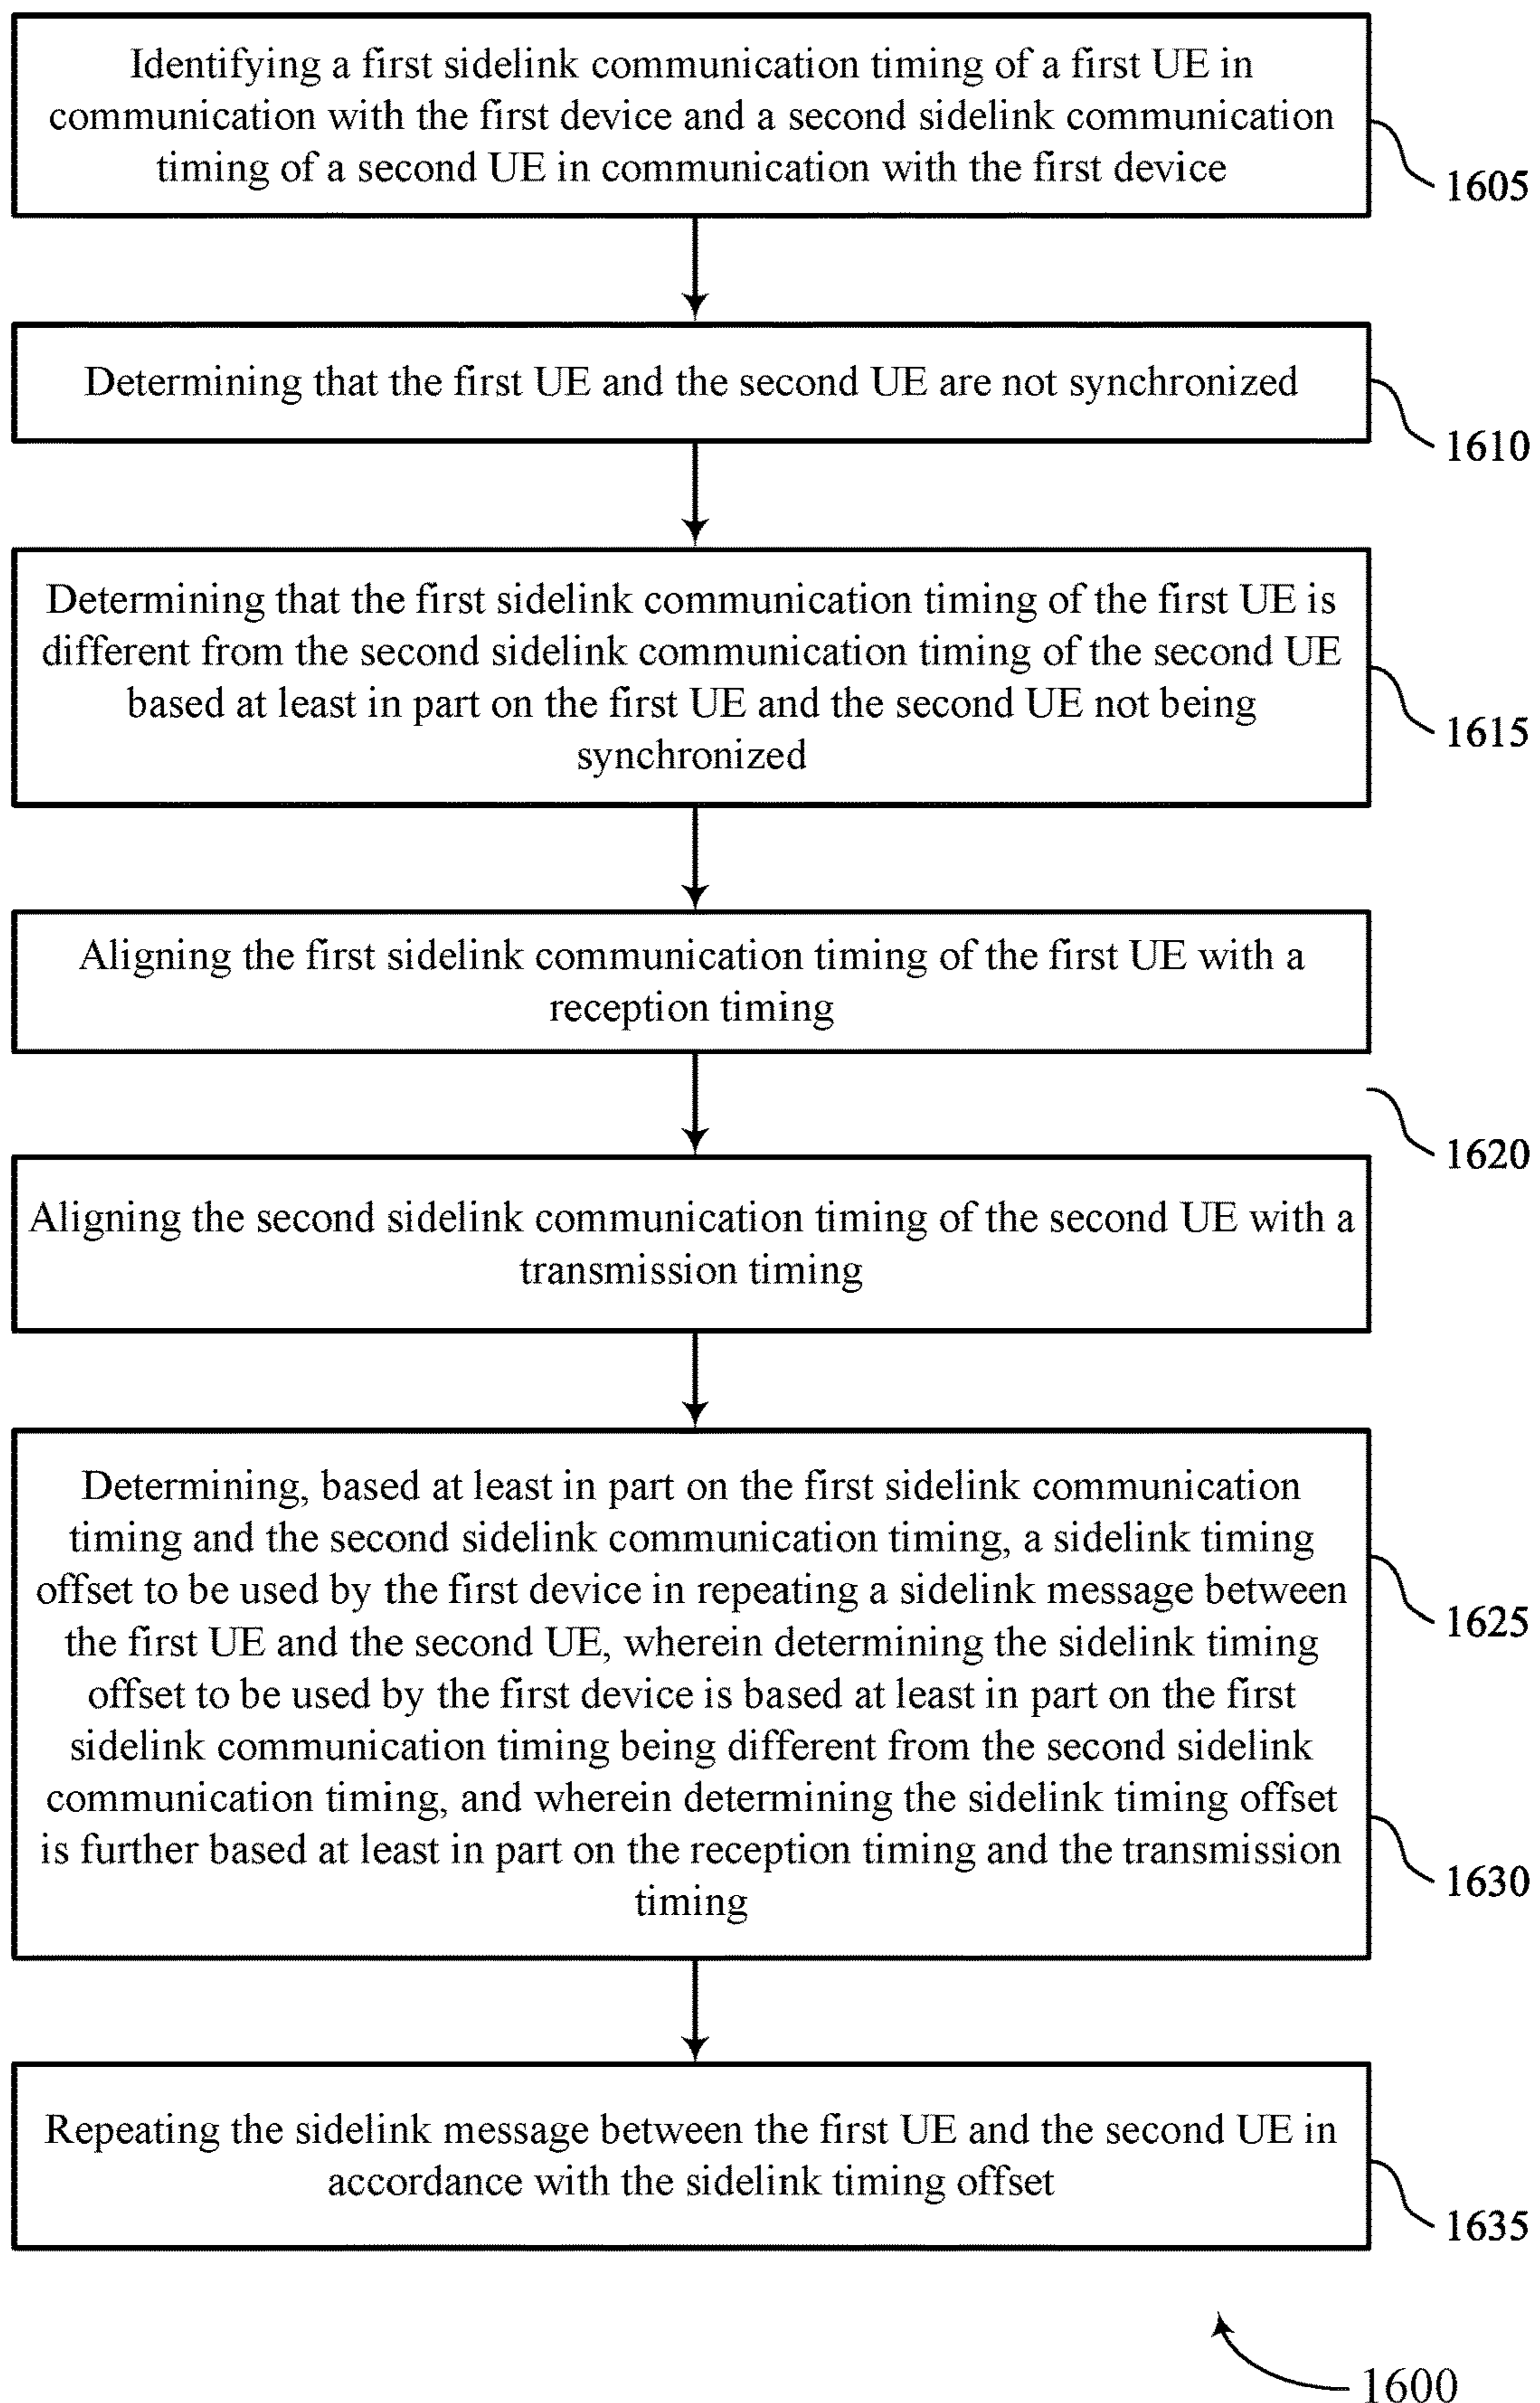 Identifying a first sidelink communication timing of a first UE in
communication with the first device and a second sidelink communication
timing of a second UE in communication with the first device
1605
Determining that the first UE and the second UE are not synchronized
1610
Determining that the first sidelink communication timing of the first UE is
different from the second sidelink communication timing of the second UE
based at least in part on the first UE and the second UE not being
synchronized
1615
Aligning the first sidelink communication timing of the first UE with a
reception timing
1620
Aligning the second sidelink communication timing of the second UE with a
transmission timing
Determining, based at least in part on the first sidelink communication
timing and the second sidelink communication timing, a sidelink timing
offset to be used by the first device in repeating a sidelink message between
the first UE and the second UE, wherein determining the sidelink timing
offset to be used by the first device is based at least in part on the first
sidelink communication timing being different from the second sidelink
communication timing, and wherein determining the sidelink timing offset
is further based at least in part on the reception timing and the transmission
timing
1625
1630
Repeating the sidelink message between the first UE and the second UE in
accordance with the sidelink timing offset
1635
1600